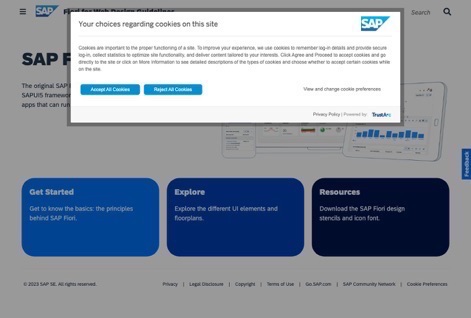 SAP
Fiori for Web Design Guidelines
Search
Your choices regarding cookies on this site
SAP
Cookies are important to the proper functioning of a site. To improve your experience, we use cookies to remember log-in details and provide secure
log-in, collect statistics to optimize site functionality, and deliver content tailored to your interests. Click Agree and Proceed to accept cookies and go
directly to the site or click on More Information to see detailed descriptions of the types of cookies and choose whether to accept certain cookies while
on the site.
Accept All Cookies
Reject All Cookies
View and change cookie preferences
Privacy Policy | Powered by: TrustArc
SAP F
The original SAP
SAPUI5 framework
apps that can run
Feedback
Get Started
Get to know the basics: the principles
behind SAP Fiori.
Explore
Explore the different UI elements and
floorplans.
Resources
Download the SAP Fiori design
stencils and icon font.
© 2023 SAP SE. All rights reserved.
Privacy | Legal Disclosure | Copyright | Terms of Use | Go.SAP.com | SAP Community Network | Cookie Preferences